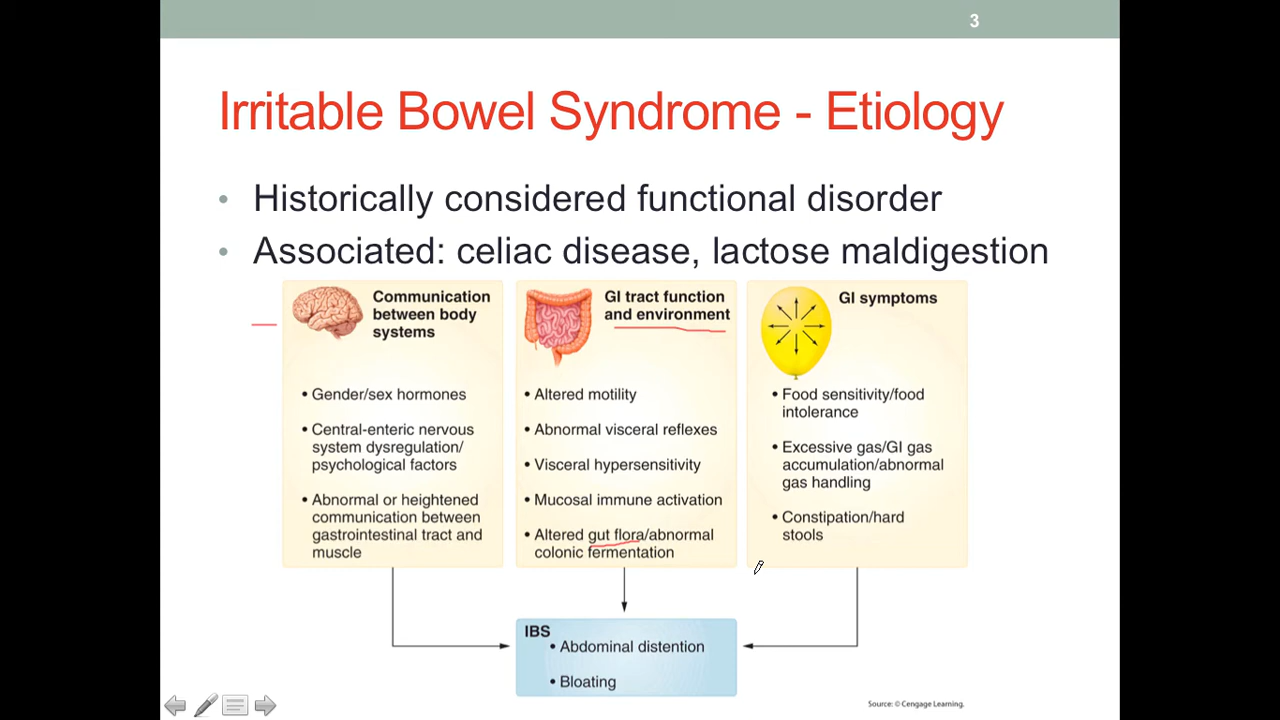 3
Irritable Bowel Syndrome - Etiology
• Historically considered functional disorder
• Associated: celiac disease, lactose maldigestion
Communication
between body
systems
• Gender/sex hormones
• Central-enteric nervous
system dysregulation/
psychological factors
• Abnormal or heightened
communication between
gastrointestinal tract and
muscle
GI tract function
and environment
• Altered motility
• Abnormal visceral reflexes
• Visceral hypersensitivity
• Mucosal immune activation
• Altered gut flora/abnormal
colonic fermentation
GI symptoms
• Food sensitivity/food
intolerance
• Excessive gas/GI gas
accumulation/abnormal
gas handling
• Constipation/hard
stools
IBS
• Abdominal distention
• Bloating
Source: © Cengage Learning.